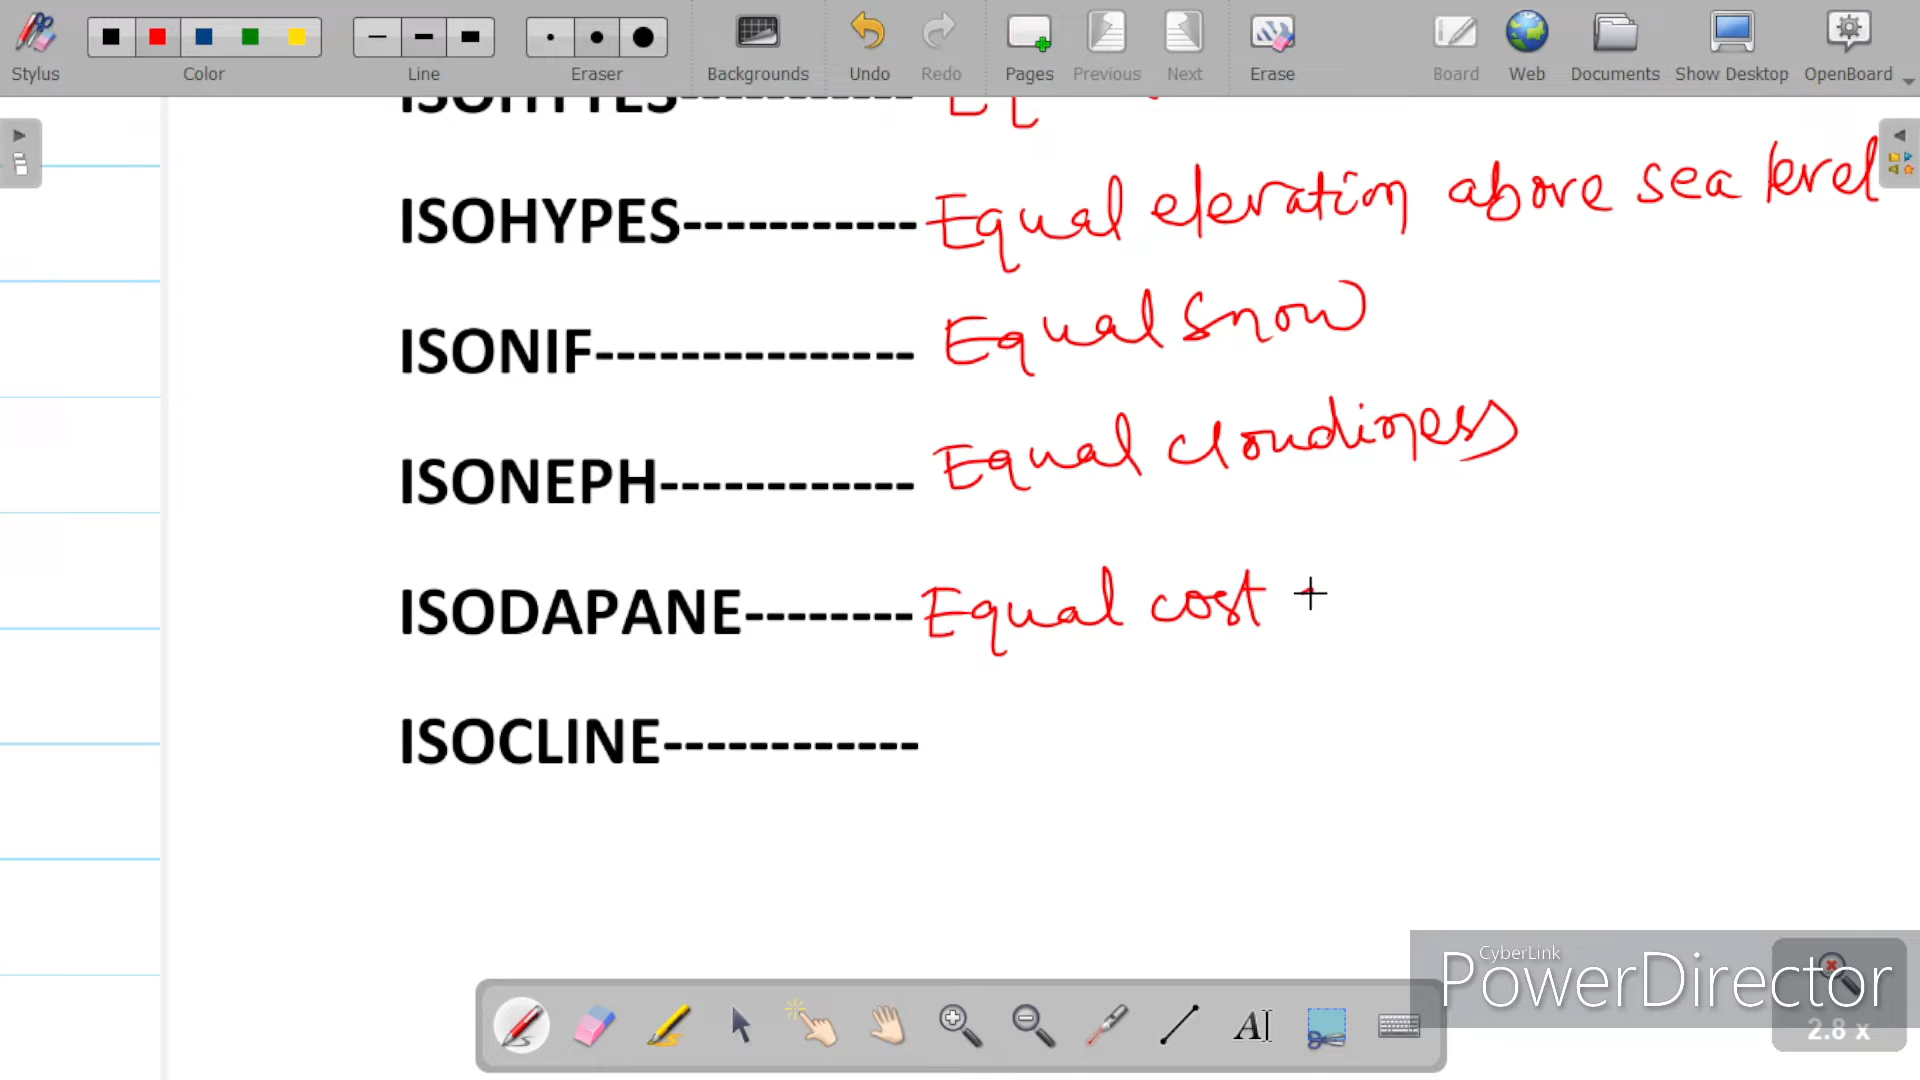 Stylus Color Line Eraser Backgrounds Undo Redo Pages Previous Next Erase Board Web Documents Show Desktop OpenBoard
ISOHYPES----------- Equal elevation above sea level
ISONIF--------------- Equal Snow
ISONEPH------------ Equal cloudiness
ISODAPANE-------- Equal cost
ISOCLINE------------
CyberLink
PowerDirector
2.8 x